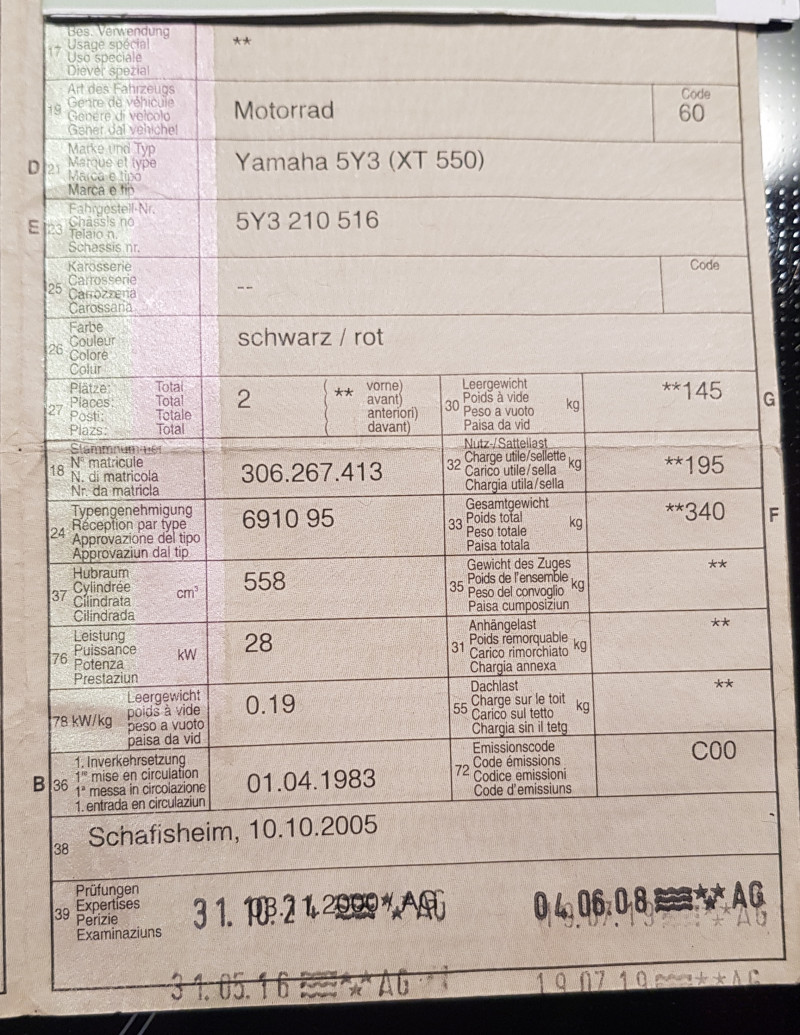 17 Bes. Verwendung
Usage spécial
Uso speciale
Diever spezial
**
19 Art des Fahrzeugs
Genre de véhicule
Genere di veicolo
Gener dal vehichel
Motorrad
Code
60
D 21 Marke und Typ
Marque et type
Marca e tipo
Marca e tip
Yamaha 5Y3 (XT 550)
E 23 Fahrgestell-Nr.
Châssis no
Telaio n.
Schassis nr.
5Y3 210 516
25 Karosserie
Carrosserie
Carrozzeria
Carossaria
--
Code
26 Farbe
Couleur
Colore
Colur
schwarz / rot
27 Plätze: Total
Places: Total
Posti: Totale
Plazs: Total
2
( ** vorne)
avant)
anteriori)
davant)
30 Leergewicht
Poids à vide
Peso a vuoto
Paisa da vid
kg
**145
G
18 Stammnummer
N° matricule
N. di matricola
Nr. da matricla
306.267.413
32 Nutz-/Sattellast
Charge utile/sellette
Carico utile/sella
Chargia utila/sella
kg
**195
24 Typengenehmigung
Réception par type
Approvazione del tipo
Approvaziun dal tip
6910 95
33 Gesamtgewicht
Poids total
Peso totale
Paisa totala
kg
**340
F
37 Hubraum
Cylindrée
Cilindrata
Cilindrada
cm³
558
35 Gewicht des Zuges
Poids de l'ensemble
Peso del convoglio
Paisa cumposiziun
kg
**
76 Leistung
Puissance
Potenza
Prestaziun
kW
28
31 Anhängelast
Poids remorquable
Carico rimorchiato
Chargia annexa
kg
**
78 kW/kg
Leergewicht
poids à vide
peso a vuoto
paisa da vid
0.19
55 Dachlast
Charge sur le toit
Carico sul tetto
Chargia sin il tetg
kg
**
B 36 1. Inverkehrsetzung
1re mise en circulation
1a messa in circolazione
1. entrada en circulaziun
01.04.1983
72 Emissionscode
Code émissions
Codice emissioni
Code d'emissiuns
C00
38 Schafisheim, 10.10.2005
39 Prüfungen
Expertises
Perizie
Examinaziuns
04.06.08 ** AG
19.07.19 ** AG
31.05.16 ** AG
19 07 19 ** AG